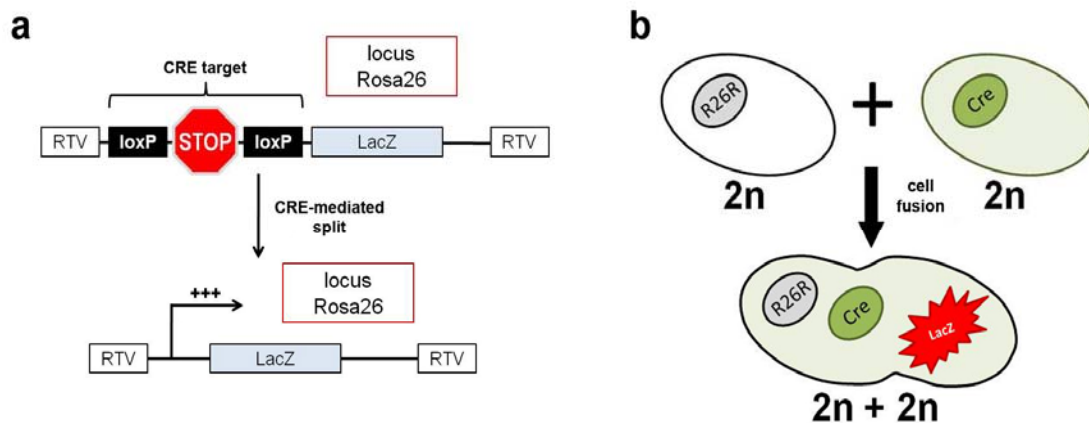 a
locus
Rosa26
CRE target
RTV loxP STOP loxP LacZ RTV
CRE-mediated
split
locus
Rosa26
+++
RTV LacZ RTV
b
R26R + Cre
2n 2n
cell
fusion
R26R Cre LacZ
2n + 2n